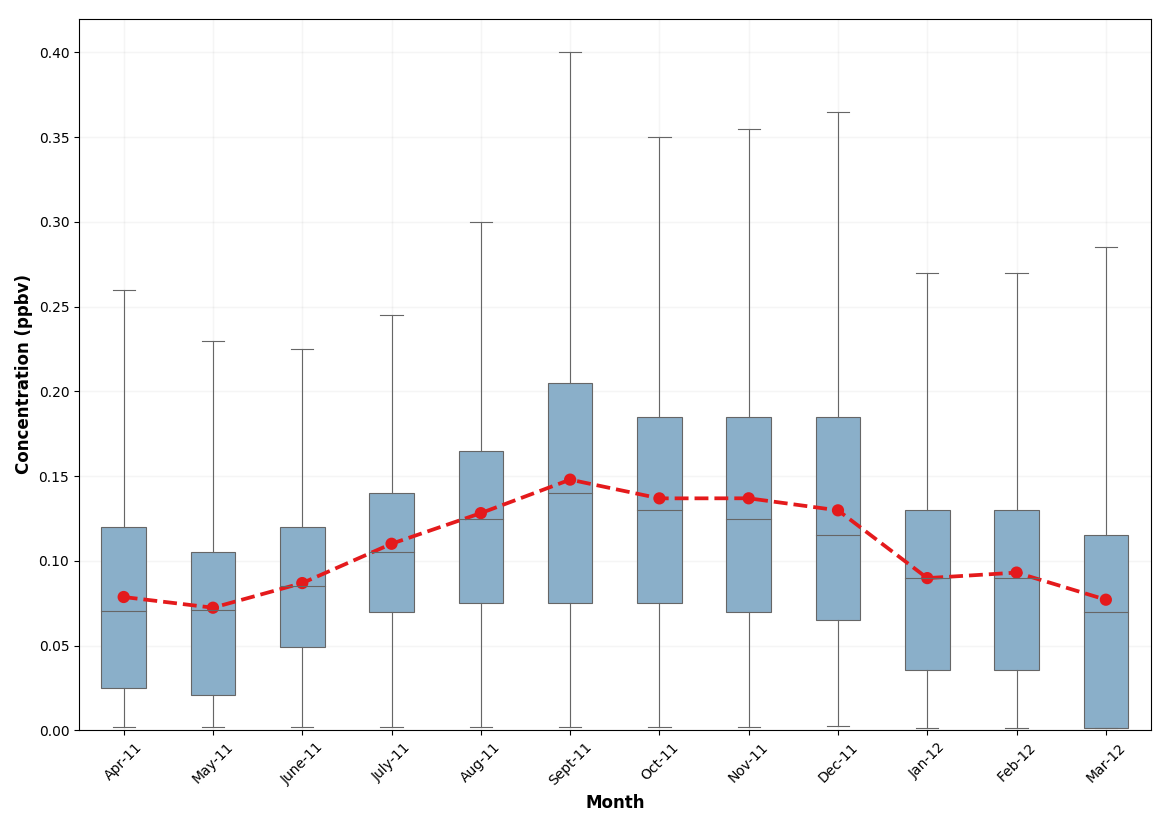 0.40
0.35
0.30
0.25
0.20
0.15
0.10
0.05
0.00
Concentration (ppbv)
Apr-11
May-11
June-11
July-11
Aug-11
Sept-11
Oct-11
Nov-11
Dec-11
Jan-12
Feb-12
Mar-12
Month